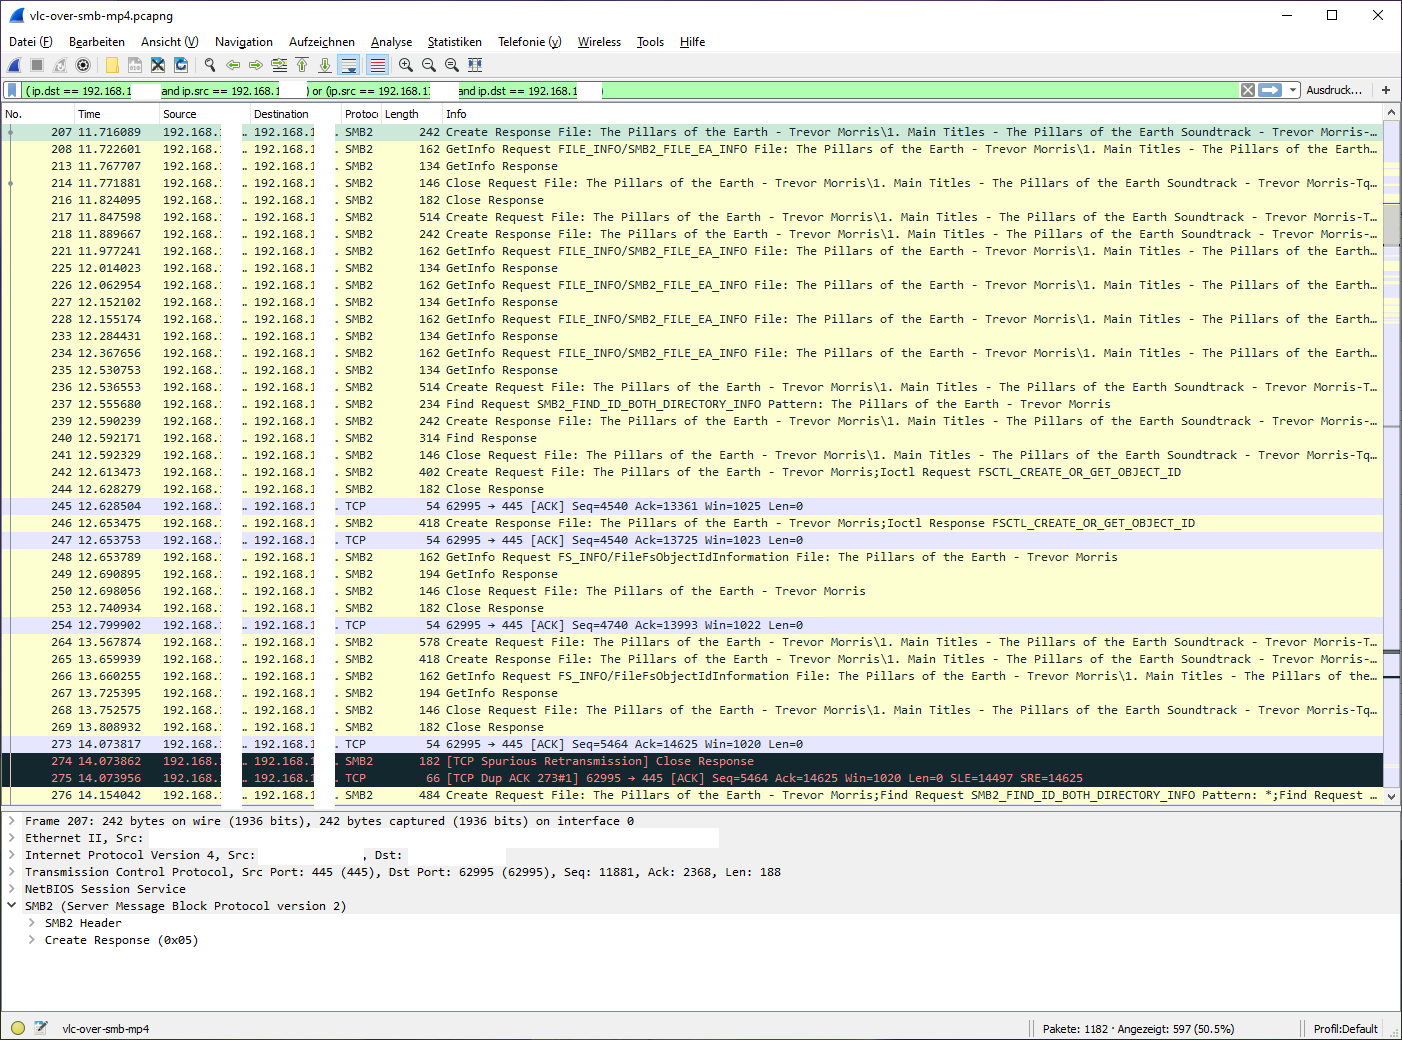 vlc-over-smb-mp4.pcapng
Datei (F) Bearbeiten Ansicht (V) Navigation Aufzeichnen Analyse Statistiken Telefonie (y) Wireless Tools Hilfe
( ip.dst == 192.168.1 and ip.src == 192.168.1 ) or (ip.src == 192.168.1 and ip.dst == 192.168.1 ) Ausdruck... +
No. Time Source Destination Protoc Length Info
207 11.716089 192.168. . 192.168.1 . SMB2 242 Create Response File: The Pillars of the Earth - Trevor Morris\1. Main Titles - The Pillars of the Earth Soundtrack - Trevor Morris-…
208 11.722601 192.168. . 192.168.1 . SMB2 162 GetInfo Request FILE_INFO/SMB2_FILE_EA_INFO File: The Pillars of the Earth - Trevor Morris\1. Main Titles - The Pillars of the Earth…
213 11.767707 192.168. . 192.168.1 . SMB2 134 GetInfo Response
214 11.771881 192.168. . 192.168.1 . SMB2 146 Close Request File: The Pillars of the Earth - Trevor Morris\1. Main Titles - The Pillars of the Earth Soundtrack - Trevor Morris-Tq…
216 11.824095 192.168. . 192.168.1 . SMB2 182 Close Response
217 11.847598 192.168. . 192.168.1 . SMB2 514 Create Request File: The Pillars of the Earth - Trevor Morris\1. Main Titles - The Pillars of the Earth Soundtrack - Trevor Morris-T…
218 11.889667 192.168. . 192.168.1 . SMB2 242 Create Response File: The Pillars of the Earth - Trevor Morris\1. Main Titles - The Pillars of the Earth Soundtrack - Trevor Morris-…
221 11.977241 192.168. . 192.168.1 . SMB2 162 GetInfo Request FILE_INFO/SMB2_FILE_EA_INFO File: The Pillars of the Earth - Trevor Morris\1. Main Titles - The Pillars of the Earth…
225 12.014023 192.168. . 192.168.1 . SMB2 134 GetInfo Response
226 12.062954 192.168. . 192.168.1 . SMB2 162 GetInfo Request FILE_INFO/SMB2_FILE_EA_INFO File: The Pillars of the Earth - Trevor Morris\1. Main Titles - The Pillars of the Earth…
227 12.152102 192.168. . 192.168.1 . SMB2 134 GetInfo Response
228 12.155174 192.168. . 192.168.1 . SMB2 162 GetInfo Request FILE_INFO/SMB2_FILE_EA_INFO File: The Pillars of the Earth - Trevor Morris\1. Main Titles - The Pillars of the Earth…
233 12.284431 192.168. . 192.168.1 . SMB2 134 GetInfo Response
234 12.367656 192.168. . 192.168.1 . SMB2 162 GetInfo Request FILE_INFO/SMB2_FILE_EA_INFO File: The Pillars of the Earth - Trevor Morris\1. Main Titles - The Pillars of the Earth…
235 12.530753 192.168. . 192.168.1 . SMB2 134 GetInfo Response
236 12.536553 192.168. . 192.168.1 . SMB2 514 Create Request File: The Pillars of the Earth - Trevor Morris\1. Main Titles - The Pillars of the Earth Soundtrack - Trevor Morris-T…
237 12.555680 192.168. . 192.168.1 . SMB2 234 Find Request SMB2_FIND_ID_BOTH_DIRECTORY_INFO Pattern: The Pillars of the Earth - Trevor Morris
239 12.590239 192.168. . 192.168.1 . SMB2 242 Create Response File: The Pillars of the Earth - Trevor Morris\1. Main Titles - The Pillars of the Earth Soundtrack - Trevor Morris-…
240 12.592171 192.168. . 192.168.1 . SMB2 314 Find Response
241 12.592329 192.168. . 192.168.1 . SMB2 146 Close Request File: The Pillars of the Earth - Trevor Morris\1. Main Titles - The Pillars of the Earth Soundtrack - Trevor Morris-Tq…
242 12.613473 192.168. . 192.168.1 . SMB2 402 Create Request File: The Pillars of the Earth - Trevor Morris;Ioctl Request FSCTL_CREATE_OR_GET_OBJECT_ID
244 12.628279 192.168. . 192.168.1 . SMB2 182 Close Response
245 12.628504 192.168. . 192.168.1 . TCP 54 62995 → 445 [ACK] Seq=4540 Ack=13361 Win=1025 Len=0
246 12.653475 192.168. . 192.168.1 . SMB2 418 Create Response File: The Pillars of the Earth - Trevor Morris;Ioctl Response FSCTL_CREATE_OR_GET_OBJECT_ID
247 12.653753 192.168. . 192.168.1 . TCP 54 62995 → 445 [ACK] Seq=4540 Ack=13725 Win=1023 Len=0
248 12.653789 192.168. . 192.168.1 . SMB2 162 GetInfo Request FS_INFO/FileFsObjectIdInformation File: The Pillars of the Earth - Trevor Morris
249 12.690895 192.168. . 192.168.1 . SMB2 194 GetInfo Response
250 12.698056 192.168. . 192.168.1 . SMB2 146 Close Request File: The Pillars of the Earth - Trevor Morris
253 12.740934 192.168. . 192.168.1 . SMB2 182 Close Response
254 12.799902 192.168. . 192.168.1 . TCP 54 62995 → 445 [ACK] Seq=4740 Ack=13993 Win=1022 Len=0
264 13.567874 192.168. . 192.168.1 . SMB2 578 Create Request File: The Pillars of the Earth - Trevor Morris\1. Main Titles - The Pillars of the Earth Soundtrack - Trevor Morris-T…
265 13.659939 192.168. . 192.168.1 . SMB2 418 Create Response File: The Pillars of the Earth - Trevor Morris\1. Main Titles - The Pillars of the Earth Soundtrack - Trevor Morris-…
266 13.660255 192.168. . 192.168.1 . SMB2 162 GetInfo Request FS_INFO/FileFsObjectIdInformation File: The Pillars of the Earth - Trevor Morris\1. Main Titles - The Pillars of the…
267 13.725395 192.168. . 192.168.1 . SMB2 194 GetInfo Response
268 13.752575 192.168. . 192.168.1 . SMB2 146 Close Request File: The Pillars of the Earth - Trevor Morris\1. Main Titles - The Pillars of the Earth Soundtrack - Trevor Morris-Tq…
269 13.808932 192.168. . 192.168.1 . SMB2 182 Close Response
273 14.073817 192.168. . 192.168.1 . TCP 54 62995 → 445 [ACK] Seq=5464 Ack=14625 Win=1020 Len=0
274 14.073862 192.168. . 192.168.1 . SMB2 182 [TCP Spurious Retransmission] Close Response
275 14.073956 192.168. . 192.168.1 . TCP 66 [TCP Dup ACK 273#1] 62995 → 445 [ACK] Seq=5464 Ack=14625 Win=1020 Len=0 SLE=14497 SRE=14625
276 14.154042 192.168. . 192.168.1 . SMB2 484 Create Request File: The Pillars of the Earth - Trevor Morris;Find Request SMB2_FIND_ID_BOTH_DIRECTORY_INFO Pattern: *;Find Request …
Frame 207: 242 bytes on wire (1936 bits), 242 bytes captured (1936 bits) on interface 0
Ethernet II, Src:
Internet Protocol Version 4, Src: , Dst:
Transmission Control Protocol, Src Port: 445 (445), Dst Port: 62995 (62995), Seq: 11881, Ack: 2368, Len: 188
NetBIOS Session Service
SMB2 (Server Message Block Protocol version 2)
SMB2 Header
Create Response (0x05)
vlc-over-smb-mp4 Pakete: 1182 · Angezeigt: 597 (50.5%) Profil:Default